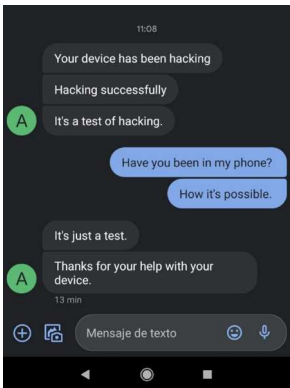 11:08
Your device has been hacking
Hacking successfully
A
It's a test of hacking.
Have you been in my phone?
How it's possible.
It's just a test.
Thanks for your help with your
device.
A
13 min
Mensaje de texto